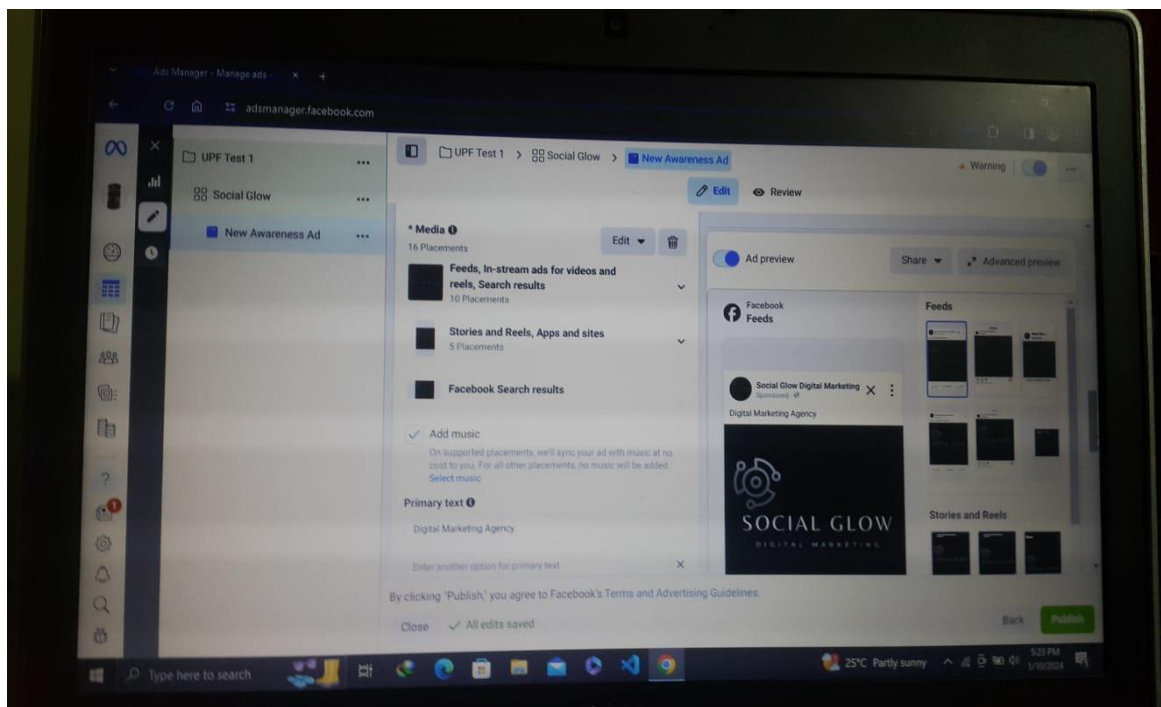 Ads Manager - Manage ads -
adsmanager.facebook.com
UPF Test 1
Social Glow
New Awareness Ad
UPF Test 1 > Social Glow > New Awareness Ad
Warning
Edit
Review
* Media
16 Placements
Edit
Feeds, In-stream ads for videos and
reels, Search results
10 Placements
Stories and Reels, Apps and sites
5 Placements
Facebook Search results
Add music
On supported placements, we'll sync your ad with music at no
cost to you. For all other placements, no music will be added.
Select music
Primary text
Digital Marketing Agency
Enter another option for primary text
Ad preview
Share
Advanced preview
Facebook
Feeds
Social Glow Digital Marketing
Sponsored
Digital Marketing Agency
SOCIAL GLOW
DIGITAL MARKETING
Feeds
Stories and Reels
By clicking 'Publish,' you agree to Facebook's Terms and Advertising Guidelines.
Close
All edits saved
Back
Publish
1
Type here to search
25°C Partly sunny
5:23 PM
1/10/2024